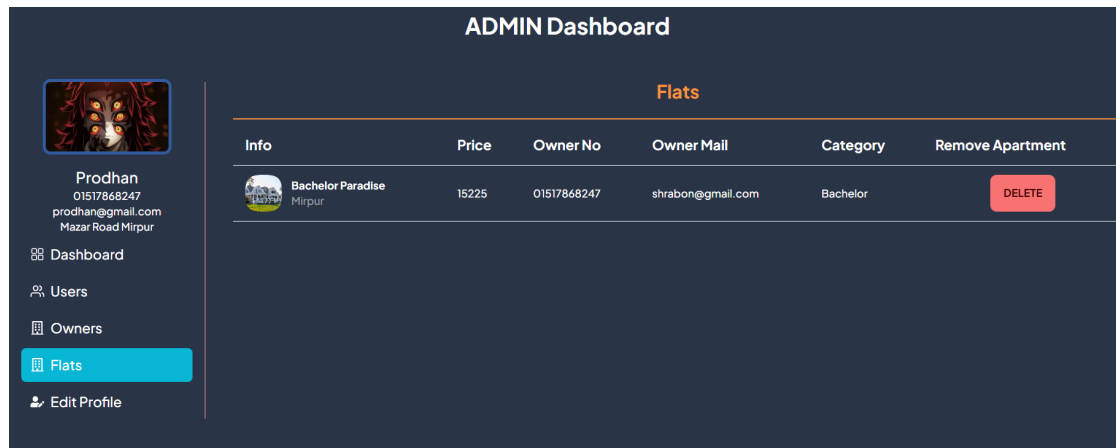 ADMIN Dashboard
Prodhan
01517868247
prodhan@gmail.com
Mazar Road Mirpur
Dashboard
Users
Owners
Flats
Edit Profile
Flats
Info Price Owner No Owner Mail Category Remove Apartment
Bachelor Paradise
Mirpur
15225 01517868247 shrabon@gmail.com Bachelor DELETE